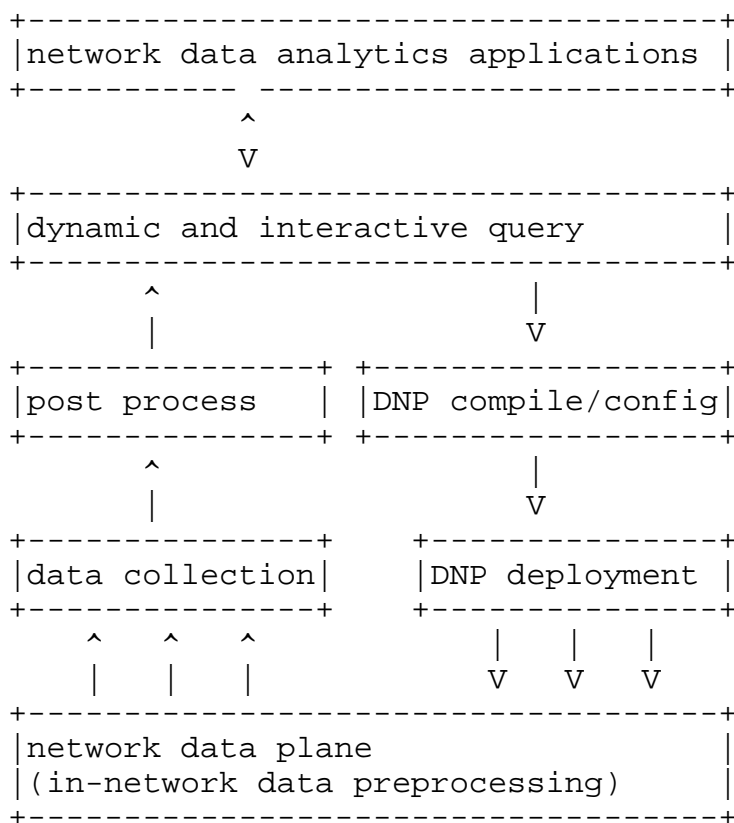 network data analytics applications
dynamic and interactive query
post process
DNP compile/config
data collection
DNP deployment
network data plane
(in-network data preprocessing)